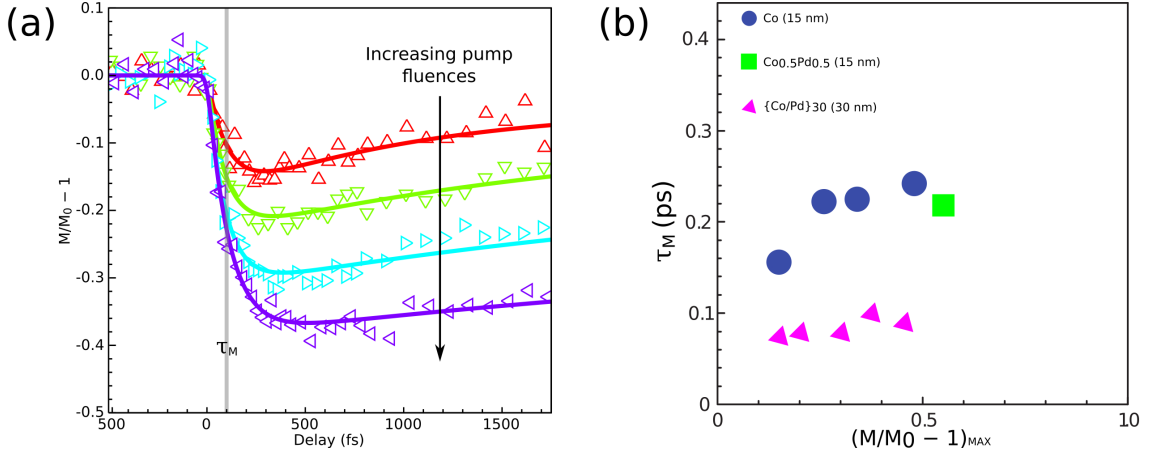 (a)
0.1
0.0
-0.1
-0.2
-0.3
-0.4
-0.5
M/M0 − 1
Increasing pump
fluences
τM
500
0
500
1000
1500
Delay (fs)
(b)
Co (15 nm)
Co0.5Pd0.5 (15 nm)
{Co/Pd}30 (30 nm)
0.4
0.3
0.2
0.1
0
τM (ps)
0
0.5
10
(M/M0 − 1)MAX